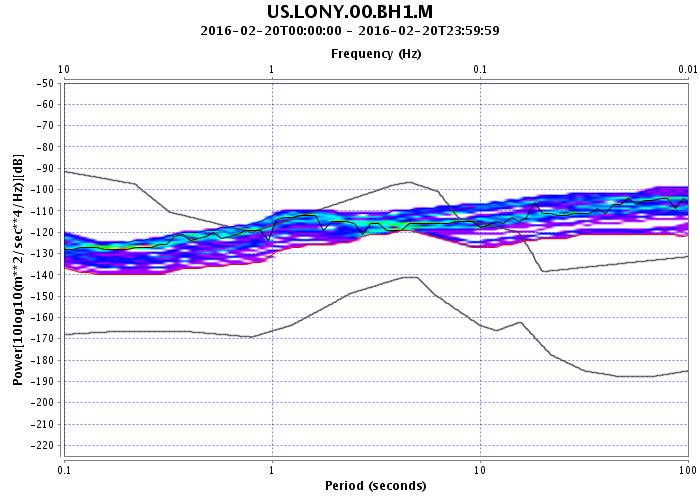 US.LONY.00.BH1.M
2016-02-20T00:00:00 - 2016-02-20T23:59:59
Frequency (Hz)
10 1 0.1 0.01
-50
-60
-70
-80
-90
-100
-110
-120
-130
-140
-150
-160
-170
-180
-190
-200
-210
-220
Power[10log10(m**2/sec**4/Hz)][dB]
0.1 1 10 100
Period (seconds)